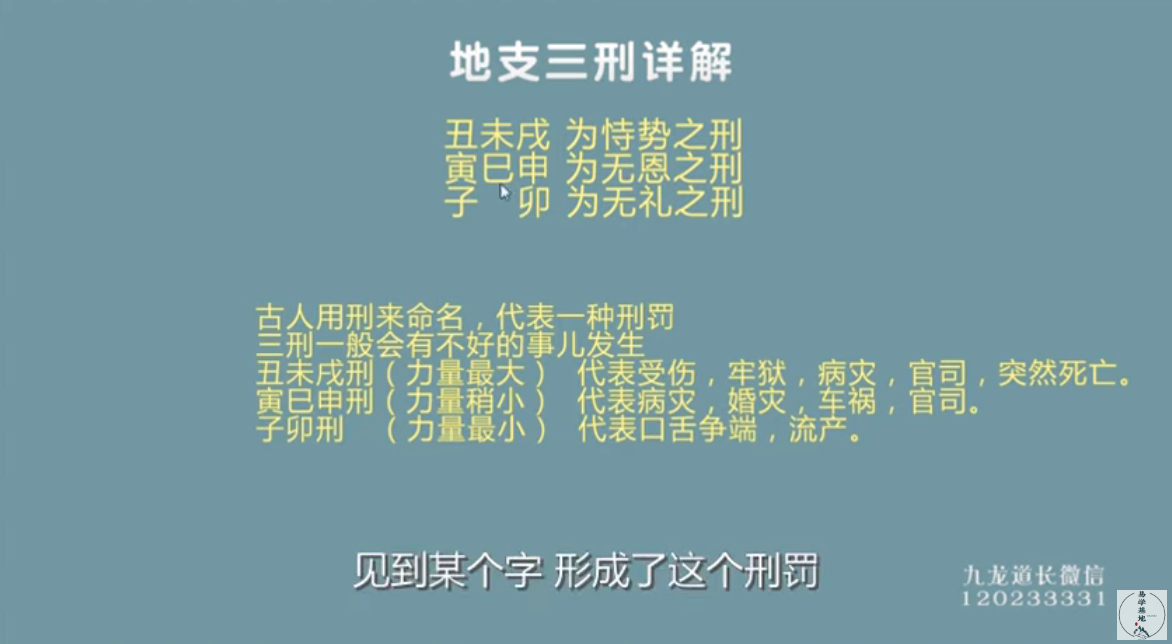 地支三刑详解
丑未戌 为恃势之刑
寅巳申 为无恩之刑
子 卯 为无礼之刑
古人用刑来命名，代表一种刑罚
三刑一般会有不好的事儿发生
丑未戌刑（力量最大） 代表受伤，牢狱，病灾，官司，突然死亡。
寅巳申刑（力量稍小） 代表病灾，婚灾，车祸，官司。
子卯刑 （力量最小） 代表口舌争端，流产。
见到某个字 形成了这个刑罚
九龙道长微信
120233331
易学基地